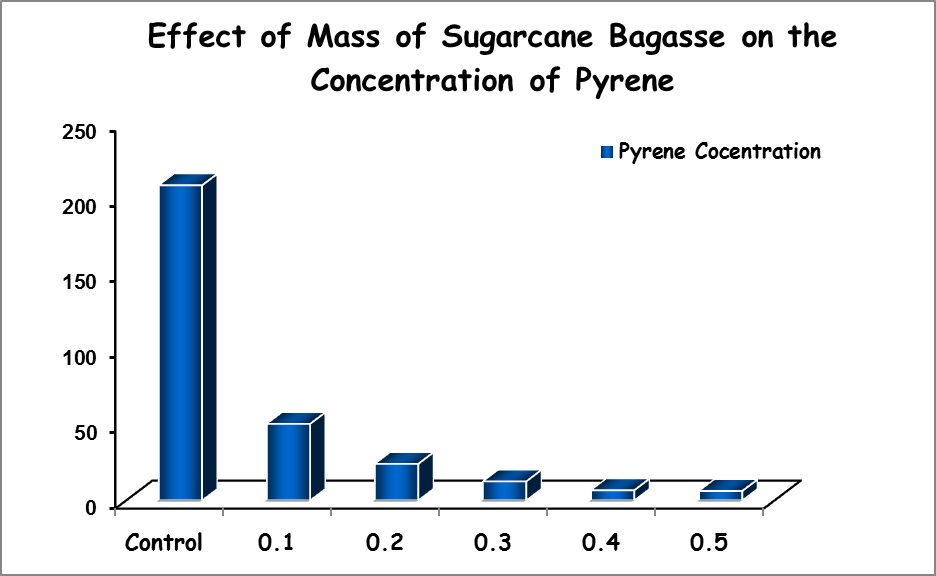 Effect of Mass of Sugarcane Bagasse on the
Concentration of Pyrene
Pyrene Cocentration
250
200
150
100
50
0
Control 0.1 0.2 0.3 0.4 0.5